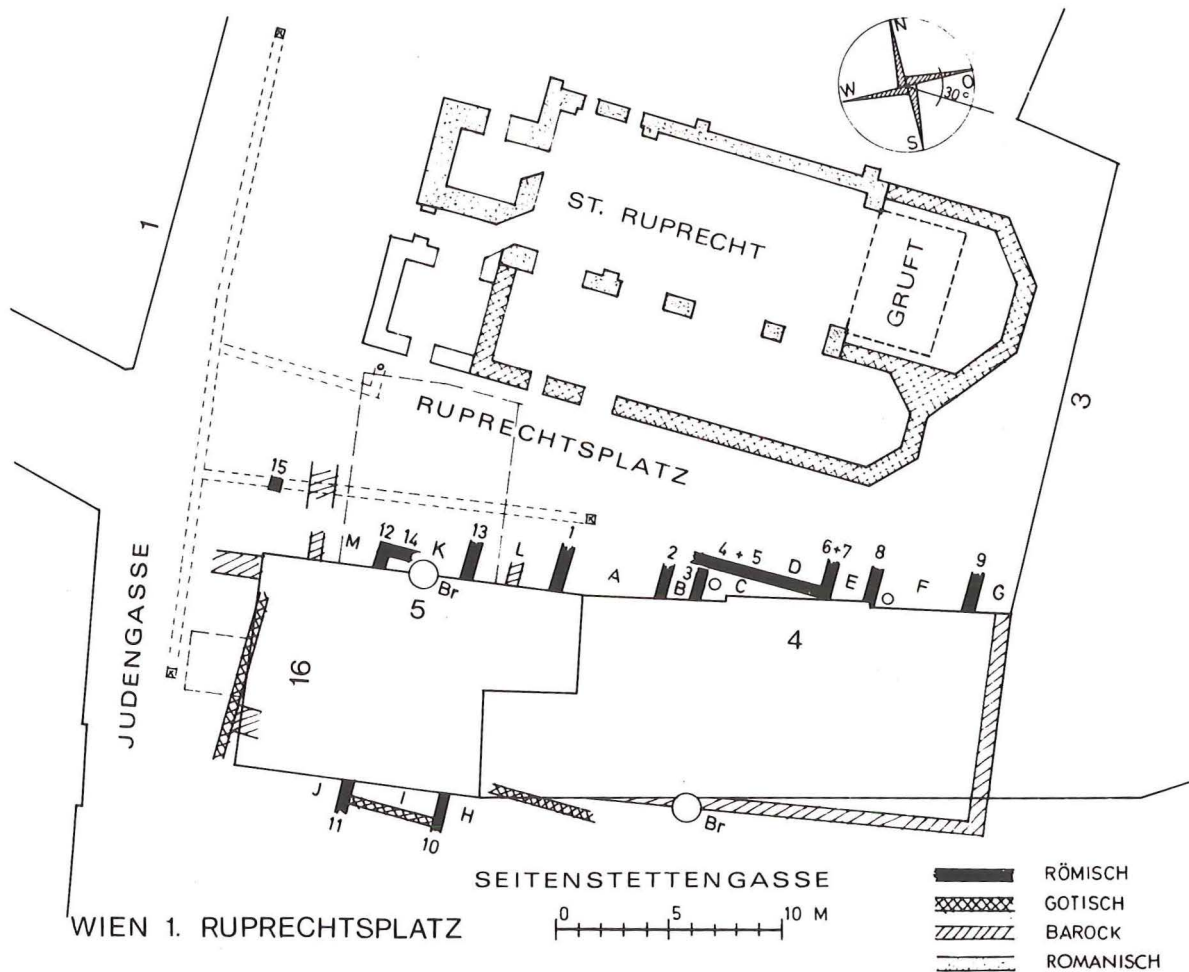 N
W
O
30°
S
1
ST. RUPRECHT
GRUFT
3
RUPRECHTSPLATZ
15
12
14
13
1
2
3
4 + 5
6+7
8
9
M
K
L
A
B
C
D
E
F
G
Br
5
4
16
JUDENGASSE
J
I
H
11
10
Br
SEITENSTETTENGASSE
0 5 10 M
WIEN 1. RUPRECHTSPLATZ
RÖMISCH
GOTISCH
BAROCK
ROMANISCH